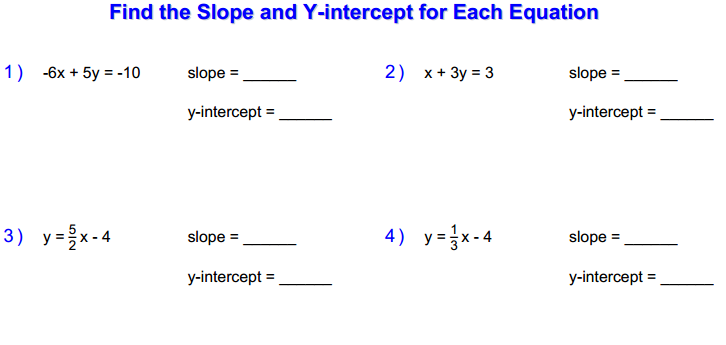 Find the Slope and Y-intercept for Each Equation
1) -6x + 5y = -10 slope = ______ 2) x + 3y = 3 slope = ______
y-intercept = ______ y-intercept = ______
3) y = 5/2 x - 4 slope = ______ 4) y = 1/3 x - 4 slope = ______
y-intercept = ______ y-intercept = ______